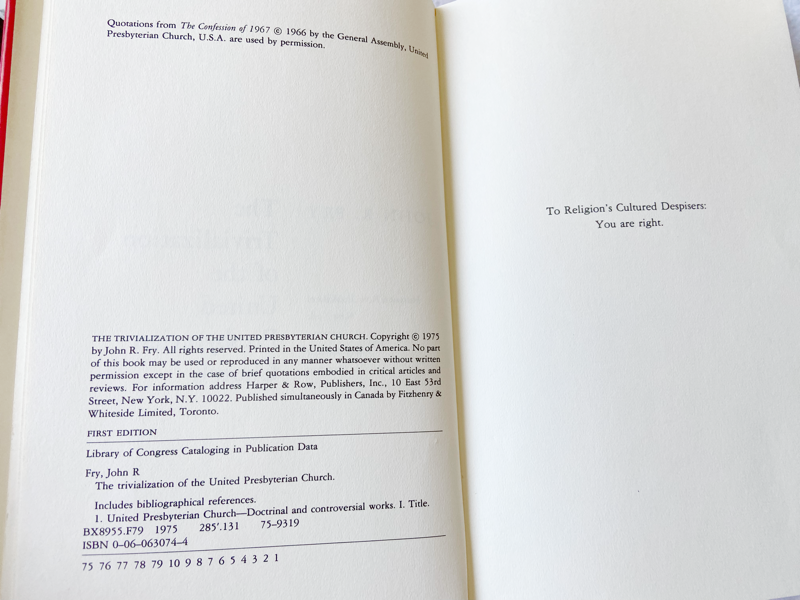 Quotations from The Confession of 1967 © 1966 by the General Assembly, United
Presbyterian Church, U.S.A. are used by permission.
THE TRIVIALIZATION OF THE UNITED PRESBYTERIAN CHURCH. Copyright © 1975
by John R. Fry. All rights reserved. Printed in the United States of America. No part
of this book may be used or reproduced in any manner whatsoever without written
permission except in the case of brief quotations embodied in critical articles and
reviews. For information address Harper & Row, Publishers, Inc., 10 East 53rd
Street, New York, N.Y. 10022. Published simultaneously in Canada by Fitzhenry &
Whiteside Limited, Toronto.
FIRST EDITION
Library of Congress Cataloging in Publication Data
Fry, John R
The trivialization of the United Presbyterian Church.
Includes bibliographical references.
1. United Presbyterian Church—Doctrinal and controversial works. I. Title.
BX8955.F79 1975 285'.131 75-9319
ISBN 0-06-063074-4
75 76 77 78 79 10 9 8 7 6 5 4 3 2 1
To Religion's Cultured Despisers:
You are right.